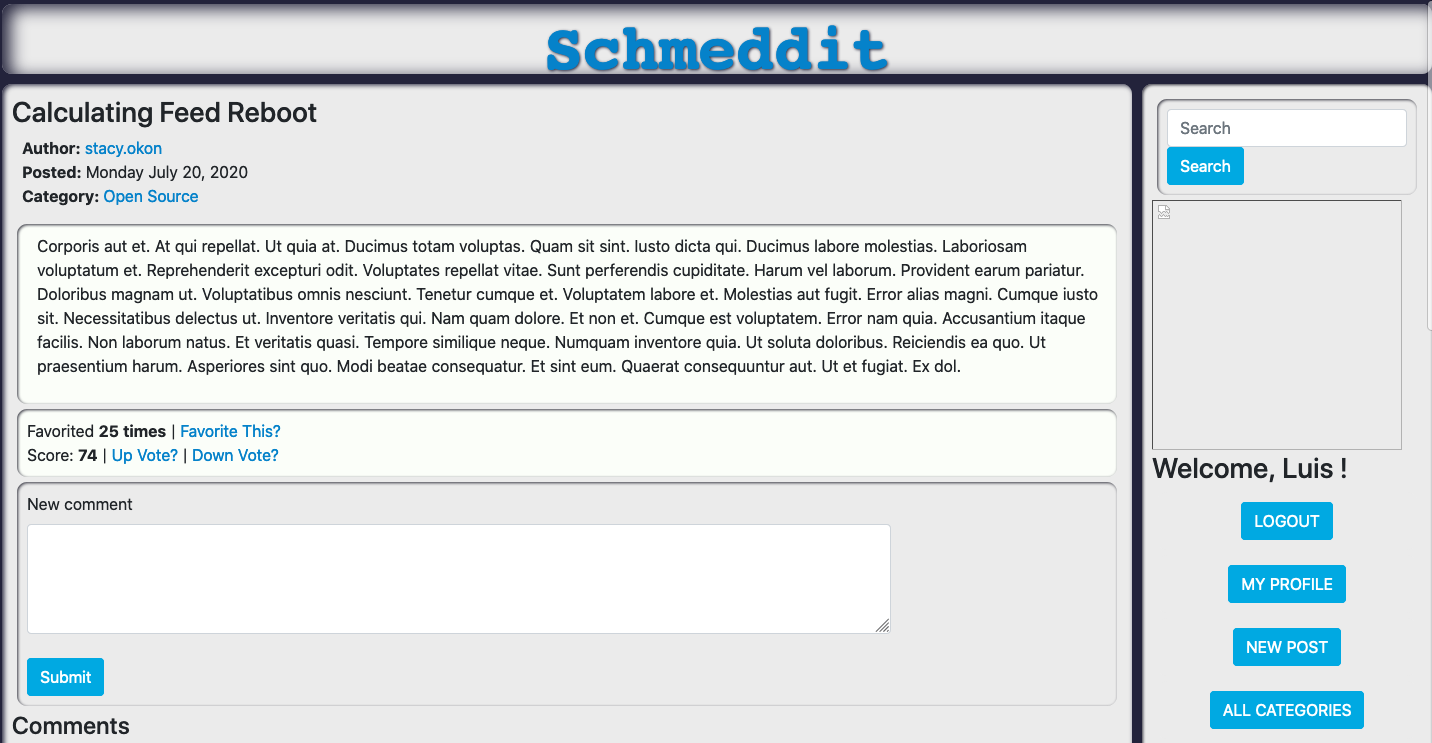 Schmeddit
Calculating Feed Reboot
Author: stacy.okon
Posted: Monday July 20, 2020
Category: Open Source
Corporis aut et. At qui repellat. Ut quia at. Ducimus totam voluptas. Quam sit sint. Iusto dicta qui. Ducimus labore molestias. Laboriosam
voluptatum et. Reprehenderit excepturi odit. Voluptates repellat vitae. Sunt perferendis cupiditate. Harum vel laborum. Provident earum pariatur.
Doloribus magnam ut. Voluptatibus omnis nesciunt. Tenetur cumque et. Voluptatem labore et. Molestias aut fugit. Error alias magni. Cumque iusto
sit. Necessitatibus delectus ut. Inventore veritatis qui. Nam quam dolore. Et non et. Cumque est voluptatem. Error nam quia. Accusantium itaque
facilis. Non laborum natus. Et veritatis quasi. Tempore similique neque. Numquam inventore quia. Ut soluta doloribus. Reiciendis ea quo. Ut
praesentium harum. Asperiores sint quo. Modi beatae consequatur. Et sint eum. Quaerat consequuntur aut. Ut et fugiat. Ex dol.
Favorited 25 times | Favorite This?
Score: 74 | Up Vote? | Down Vote?
New comment
Submit
Comments
Search
Search
Welcome, Luis !
LOGOUT
MY PROFILE
NEW POST
ALL CATEGORIES